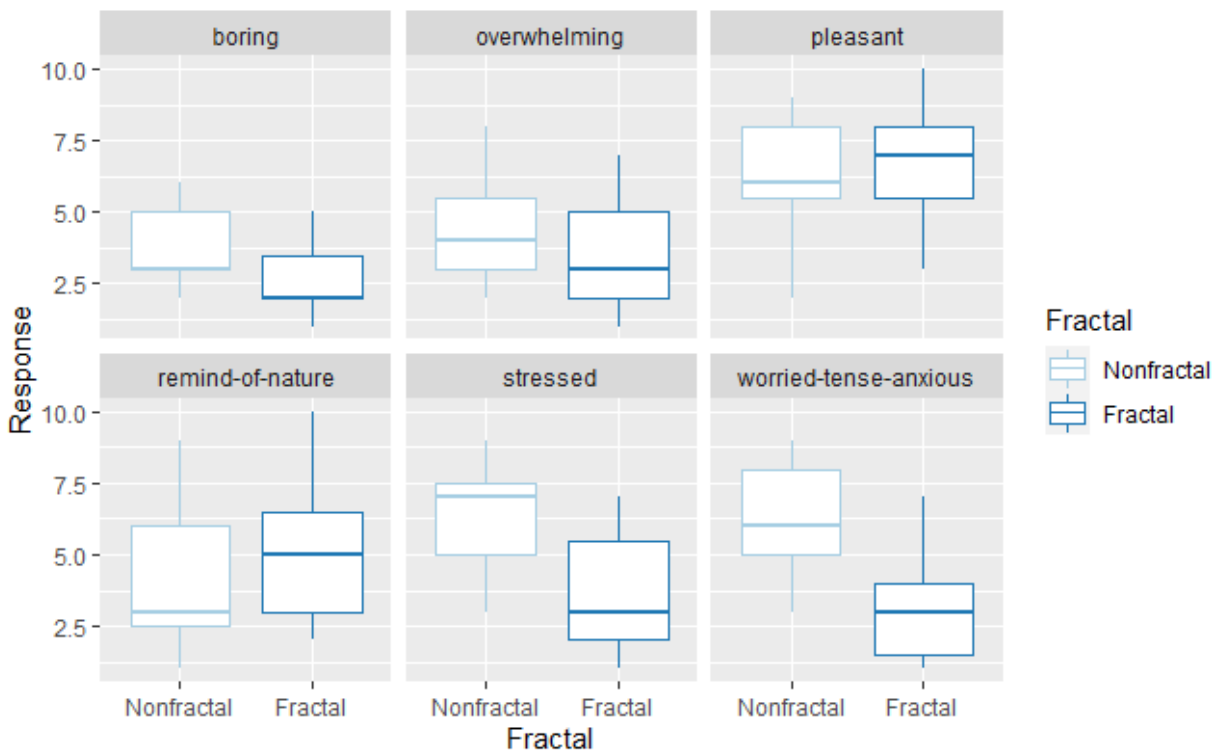 boring
overwhelming
pleasant
10.0
7.5
5.0
2.5
Response
remind-of-nature
stressed
worried-tense-anxious
10.0
7.5
5.0
2.5
Nonfractal
Fractal
Nonfractal
Fractal
Nonfractal
Fractal
Fractal
Fractal
Nonfractal
Fractal